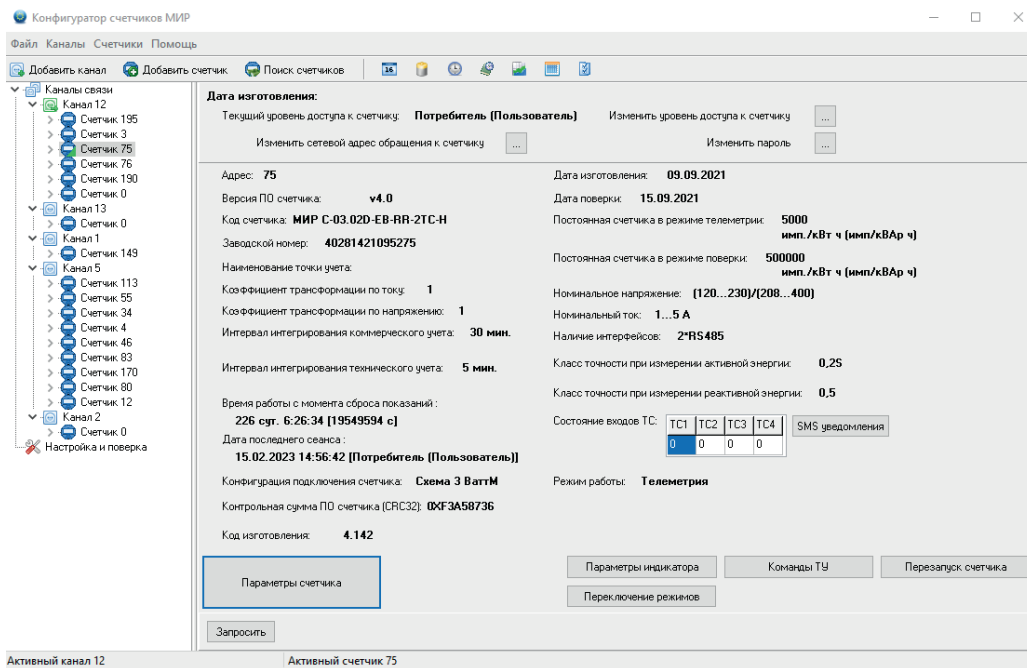 Конфигуратор счетчиков МИР
Файл Каналы Счетчики Помощь
Добавить канал Добавить счетчик Поиск счетчиков 16
Каналы связи
Канал 12
Счетчик 195
Счетчик 3
Счетчик 75
Счетчик 76
Счетчик 190
Счетчик 0
Канал 13
Счетчик 0
Канал 1
Счетчик 149
Канал 5
Счетчик 113
Счетчик 55
Счетчик 34
Счетчик 4
Счетчик 46
Счетчик 83
Счетчик 170
Счетчик 80
Счетчик 12
Канал 2
Счетчик 0
Настройка и поверка
Дата изготовления:
Текущий уровень доступа к счетчику: Потребитель (Пользователь) Изменить уровень доступа к счетчику ...
Изменить сетевой адрес обращения к счетчику ... Изменить пароль ...
Адрес: 75
Версия ПО счетчика: v4.0
Код счетчика: МИР С-03.02D-EB-RR-2TC-H
Заводской номер: 40281421095275
Наименование точки учета:
Коэффициент трансформации по току: 1
Коэффициент трансформации по напряжению: 1
Интервал интегрирования коммерческого учета: 30 мин.
Интервал интегрирования технического учета: 5 мин.
Время работы с момента сброса показаний :
226 сут. 6:26:34 [19549594 с]
Дата последнего сеанса :
15.02.2023 14:56:42 [Потребитель (Пользователь)]
Конфигурация подключения счетчика: Схема 3 ВаттМ
Контрольная сумма ПО счетчика (CRC32): 0XF3A58736
Код изготовления: 4.142
Дата изготовления: 09.09.2021
Дата поверки: 15.09.2021
Постоянная счетчика в режиме телеметрии: 5000
имп./кВт ч (имп/кВАр ч)
Постоянная счетчика в режиме поверки: 500000
имп./кВт ч (имп/кВАр ч)
Номинальное напряжение: (120...230)/(208...400)
Номинальный ток: 1...5 А
Наличие интерфейсов: 2*RS485
Класс точности при измерении активной энергии: 0,2S
Класс точности при измерении реактивной энергии: 0,5
Состояние входов ТС: ТС1 ТС2 ТС3 ТС4 SMS уведомления
0 0 0 0
Режим работы: Телеметрия
Параметры счетчика
Параметры индикатора Команды ТУ Перезапуск счетчика
Переключение режимов
Запросить
Активный канал 12 Активный счетчик 75